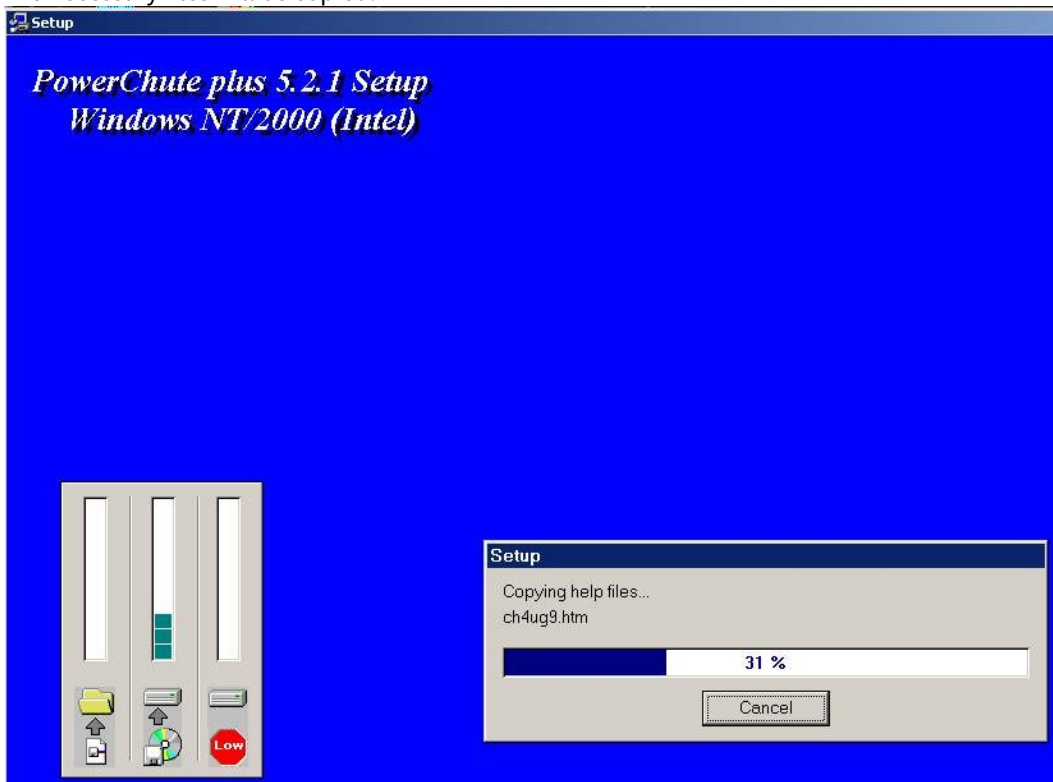 Setup
PowerChute plus 5.2.1 Setup
Windows NT/2000 (Intel)
Setup
Copying help files...
ch4ug9.htm
31 %
Cancel
Low